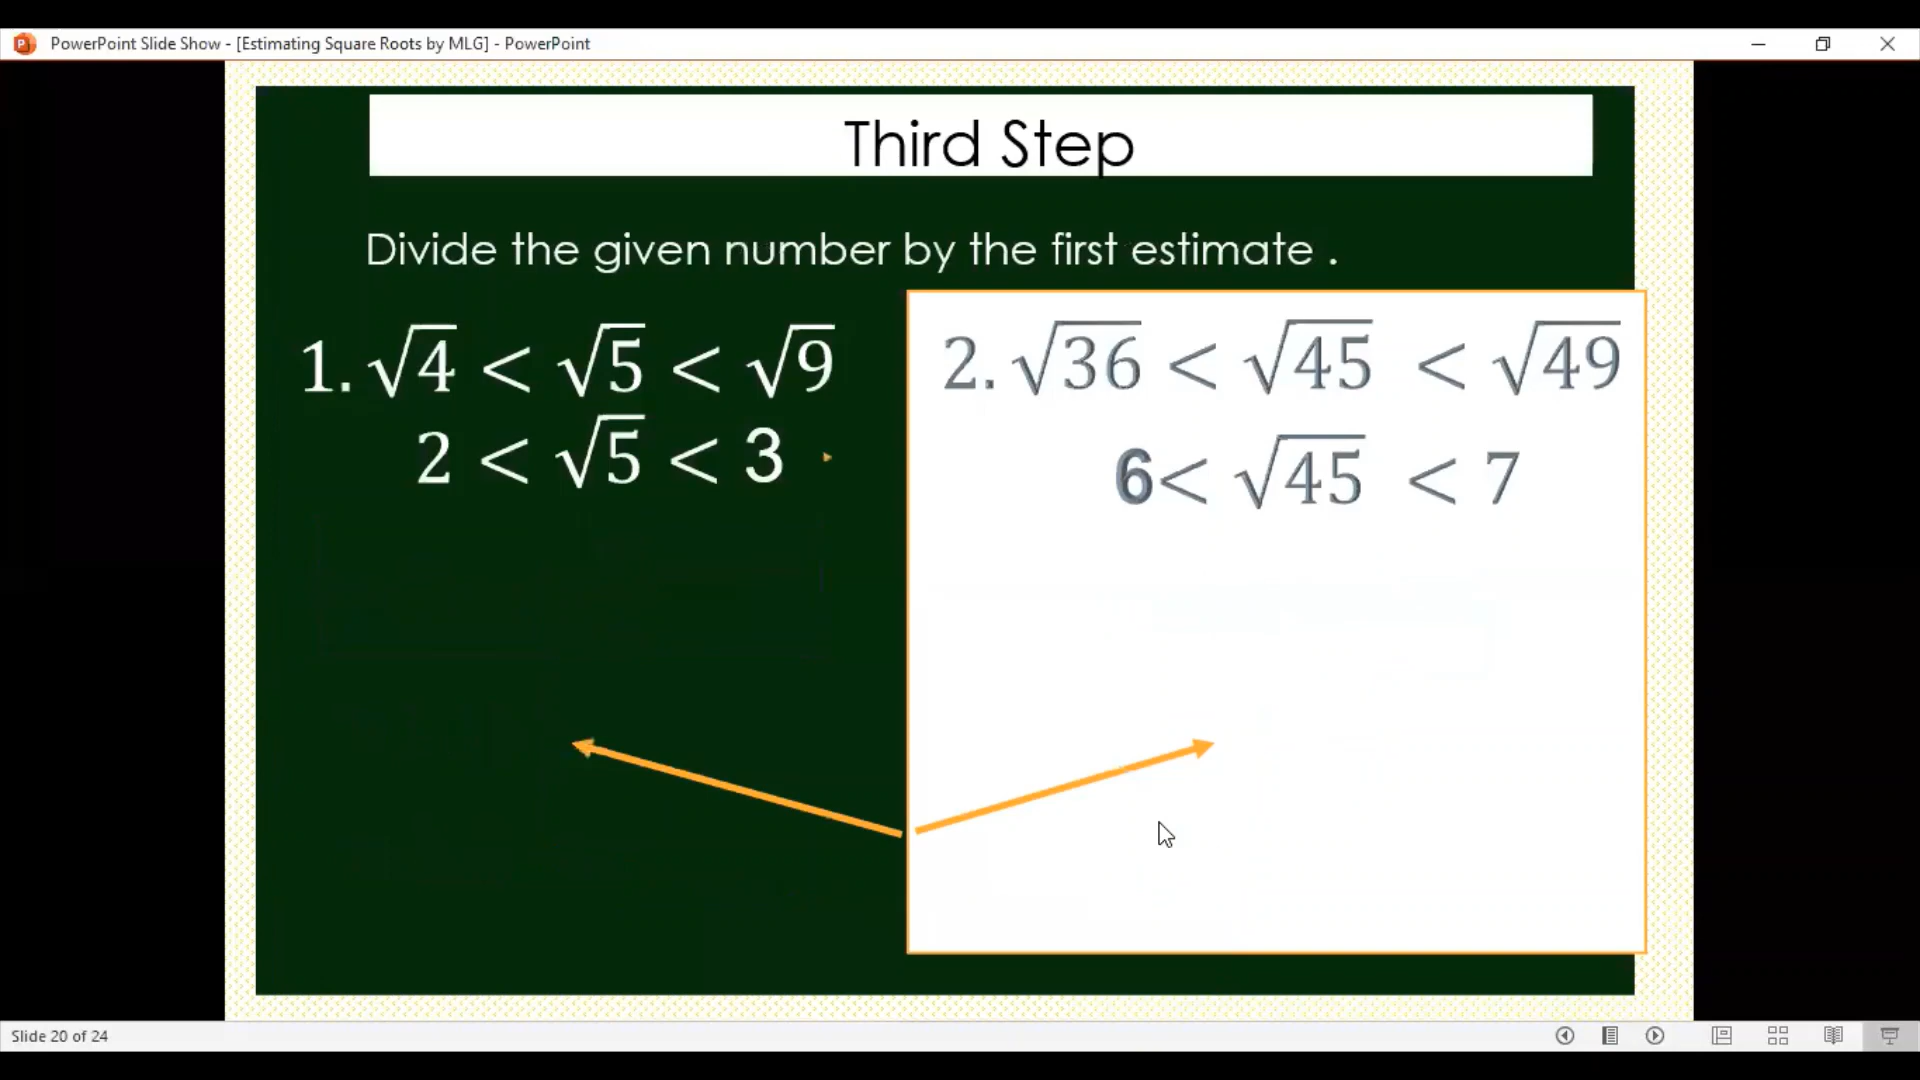 PowerPoint Slide Show - [Estimating Square Roots by MLG] - PowerPoint
Third Step
Divide the given number by the first estimate .
1. √4 < √5 < √9
2 < √5 < 3
2. √36 < √45 < √49
6< √45 < 7
Slide 20 of 24